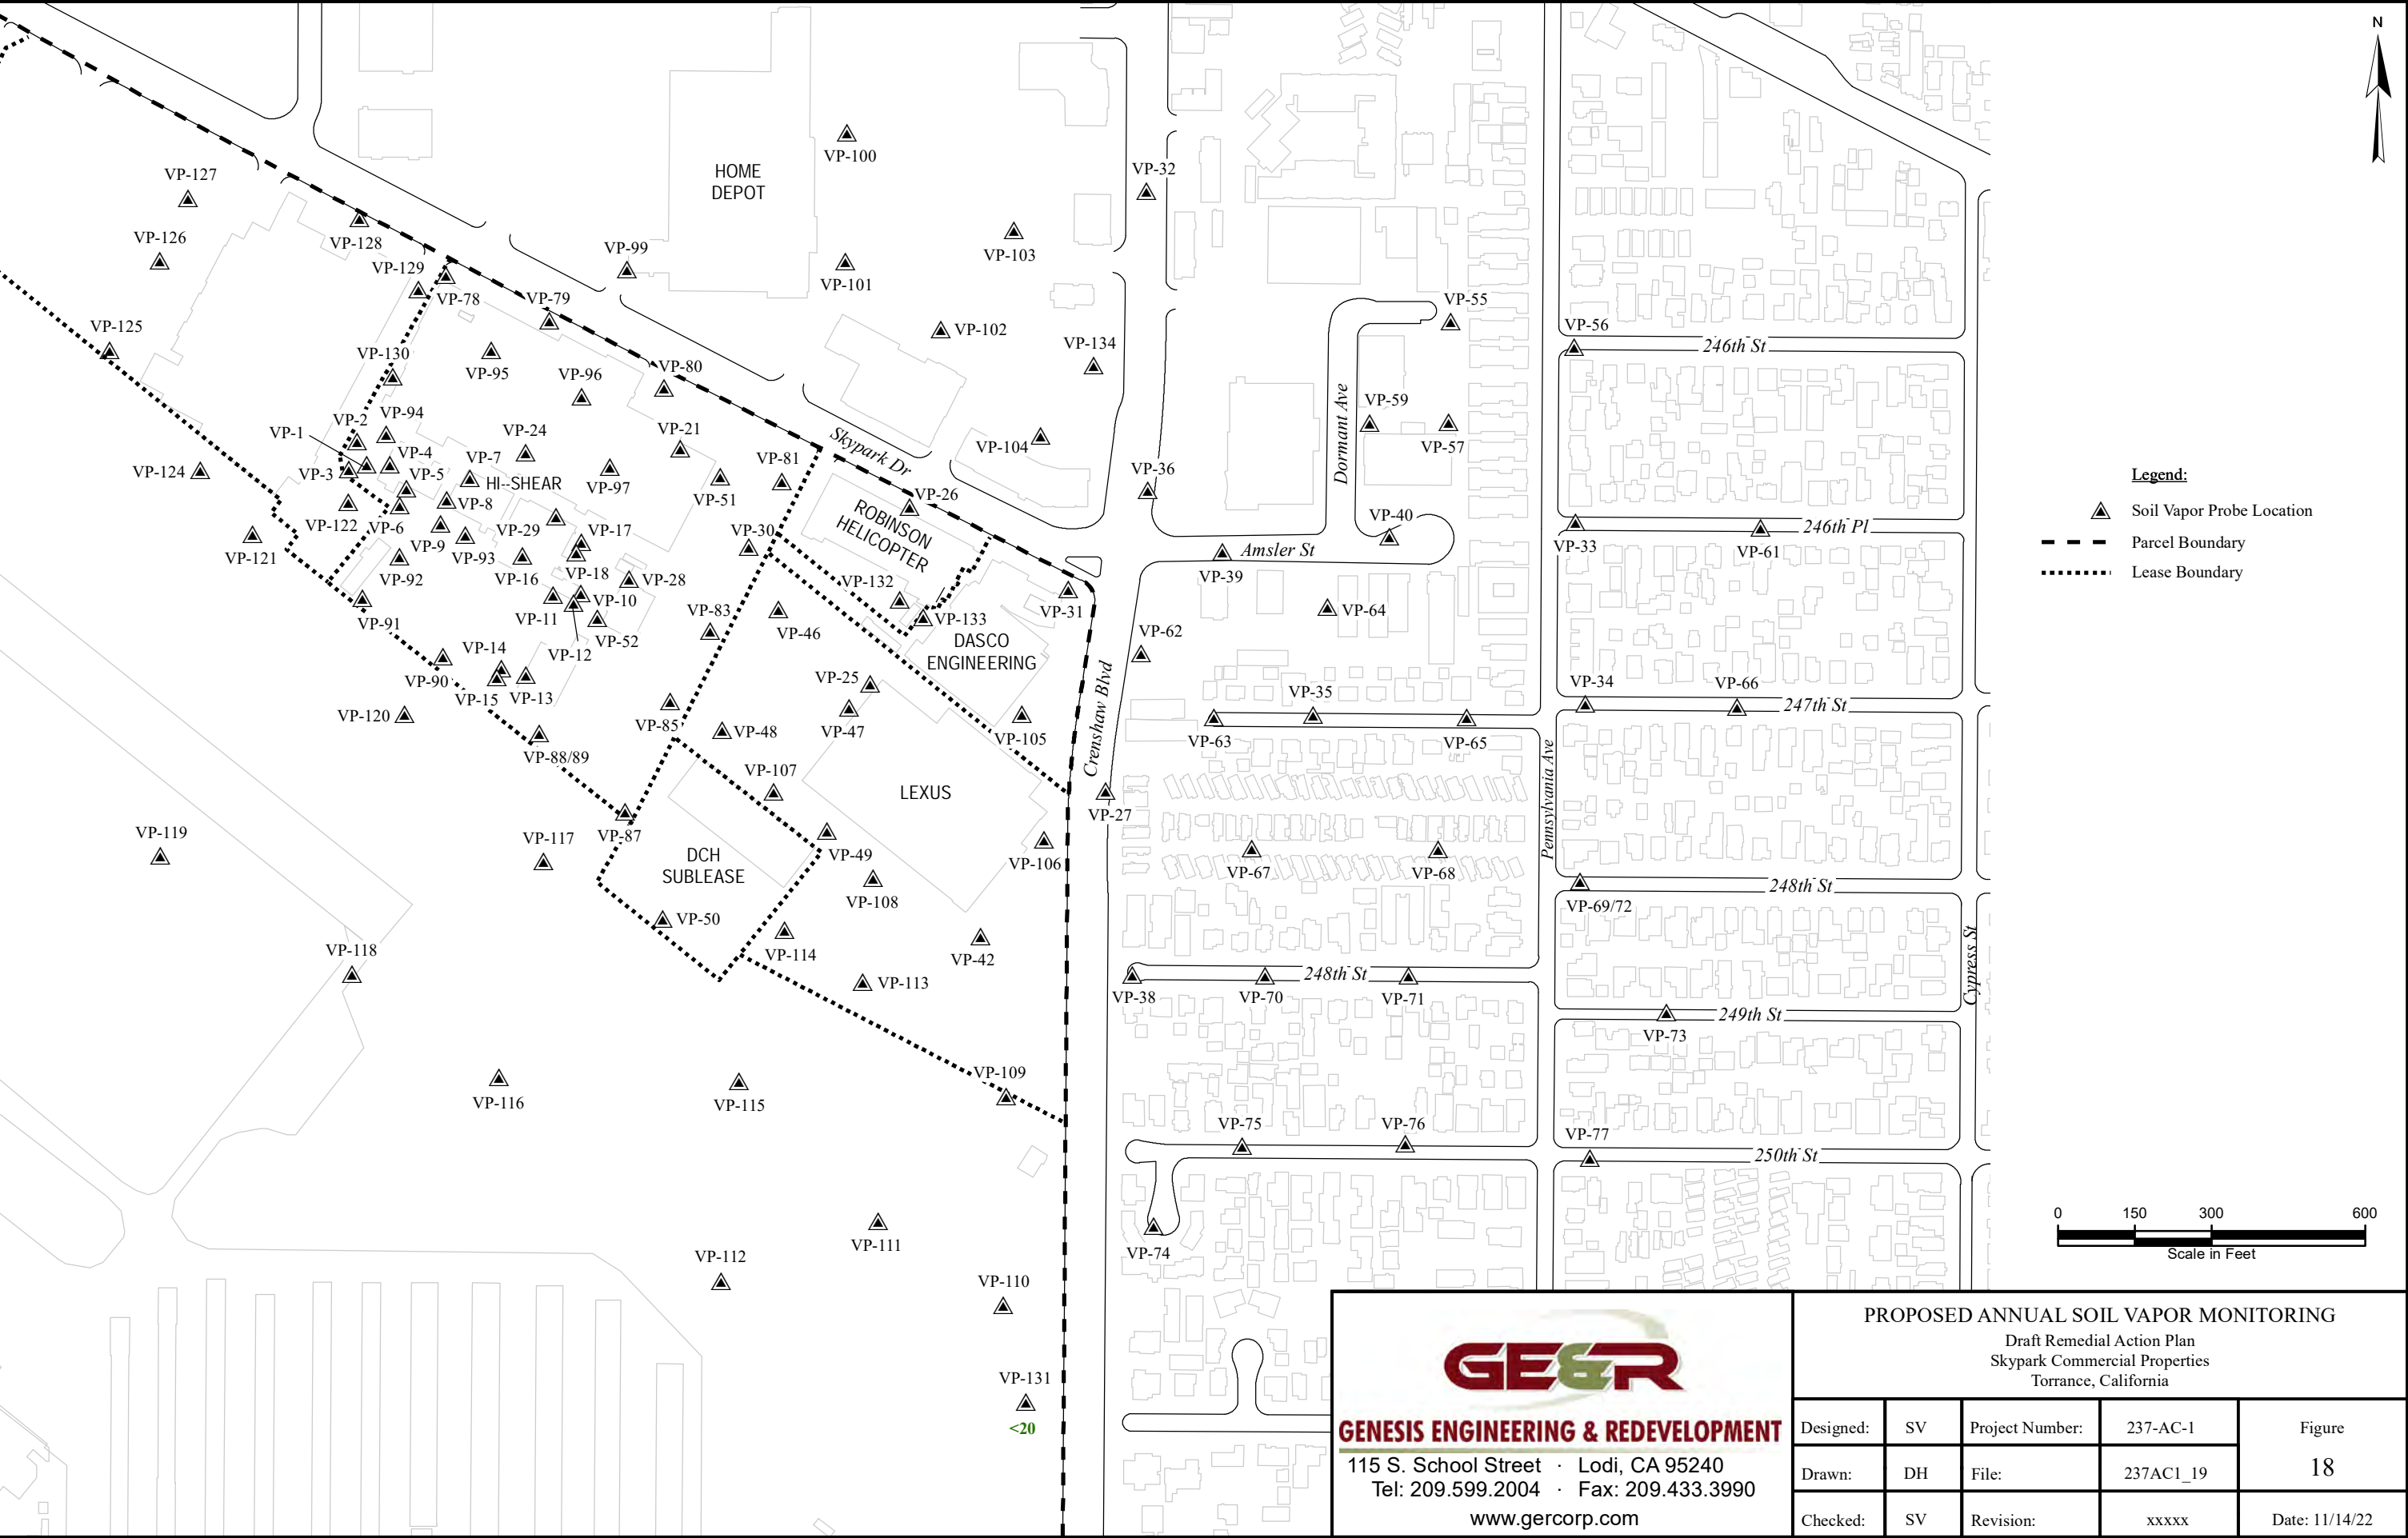 N
VP-100
HOME
DEPOT
VP-32
VP-127
VP-126
VP-128
VP-129
VP-99
VP-103
VP-101
VP-78
VP-79
VP-55
VP-125
VP-102
VP-56
VP-134
246th St
VP-130
VP-95
VP-80
VP-96
VP-59
Dormant Ave
VP-2
VP-94
VP-1
VP-24
VP-21
Skypark Dr
VP-104
VP-57
VP-4
VP-7
VP-81
VP-36
VP-124
VP-3
VP-5
HI--SHEAR
VP-97
VP-51
VP-26
Legend:
VP-8
Soil Vapor Probe Location
VP-122
VP-6
VP-29
VP-17
VP-30
ROBINSON
HELICOPTER
VP-40
246th Pl
VP-9
VP-33
VP-61
Parcel Boundary
VP-121
VP-93
Amsler St
VP-92
VP-16
VP-18
VP-28
VP-132
VP-39
Lease Boundary
VP-10
VP-83
VP-31
VP-64
VP-91
VP-11
VP-52
VP-46
VP-133
DASCO
ENGINEERING
VP-62
VP-14
VP-12
VP-90
VP-15
VP-13
VP-25
VP-34
VP-66
VP-35
247th St
VP-120
VP-85
VP-48
VP-47
VP-105
Crenshaw Blvd
VP-63
VP-65
VP-88/89
VP-107
LEXUS
Pennsylvania Ave
VP-27
VP-119
VP-117
VP-87
DCH
SUBLEASE
VP-49
VP-106
VP-67
VP-68
248th St
VP-108
VP-69/72
VP-50
VP-118
VP-114
VP-42
Cypress St
248th St
VP-113
VP-38
VP-70
VP-71
249th St
VP-73
VP-109
VP-116
VP-115
VP-75
VP-76
VP-77
250th St
VP-111
VP-74
VP-112
VP-110
0 150 300 600
Scale in Feet
VP-131
<20
GE&R
GENESIS ENGINEERING & REDEVELOPMENT
115 S. School Street · Lodi, CA 95240
Tel: 209.599.2004 · Fax: 209.433.3990
www.gercorp.com
PROPOSED ANNUAL SOIL VAPOR MONITORING
Draft Remedial Action Plan
Skypark Commercial Properties
Torrance, California
Designed: SV Project Number: 237-AC-1 Figure
Drawn: DH File: 237AC1_19 18
Checked: SV Revision: xxxxx Date: 11/14/22